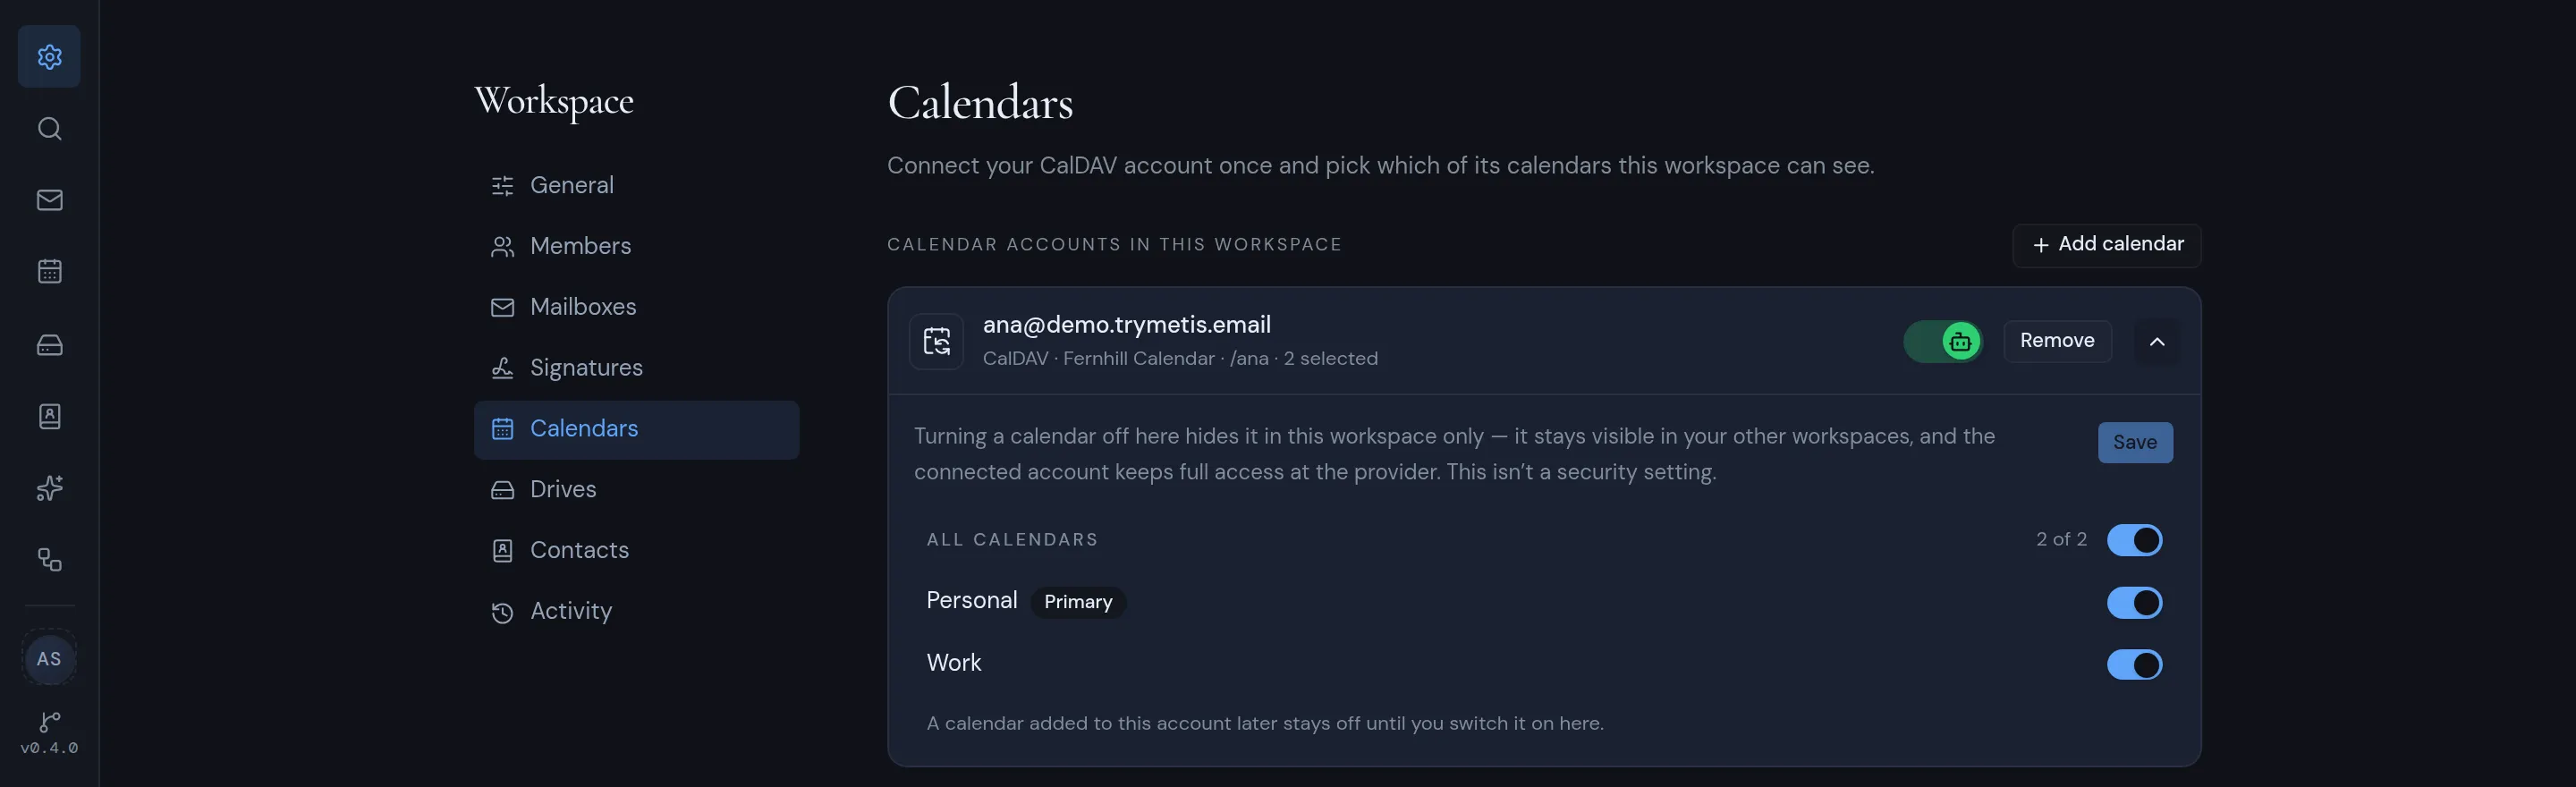 Workspace
General
Members
Mailboxes
Signatures
Calendars
Drives
Contacts
Activity
AS
v0.4.0
Calendars
Connect your CalDAV account once and pick which of its calendars this workspace can see.
CALENDAR ACCOUNTS IN THIS WORKSPACE
Add calendar
ana@demo.trymetis.email
CalDAV · Fernhill Calendar · /ana · 2 selected
Remove
Turning a calendar off here hides it in this workspace only — it stays visible in your other workspaces, and the
connected account keeps full access at the provider. This isn’t a security setting.
Save
ALL CALENDARS
2 of 2
Personal Primary
Work
A calendar added to this account later stays off until you switch it on here.